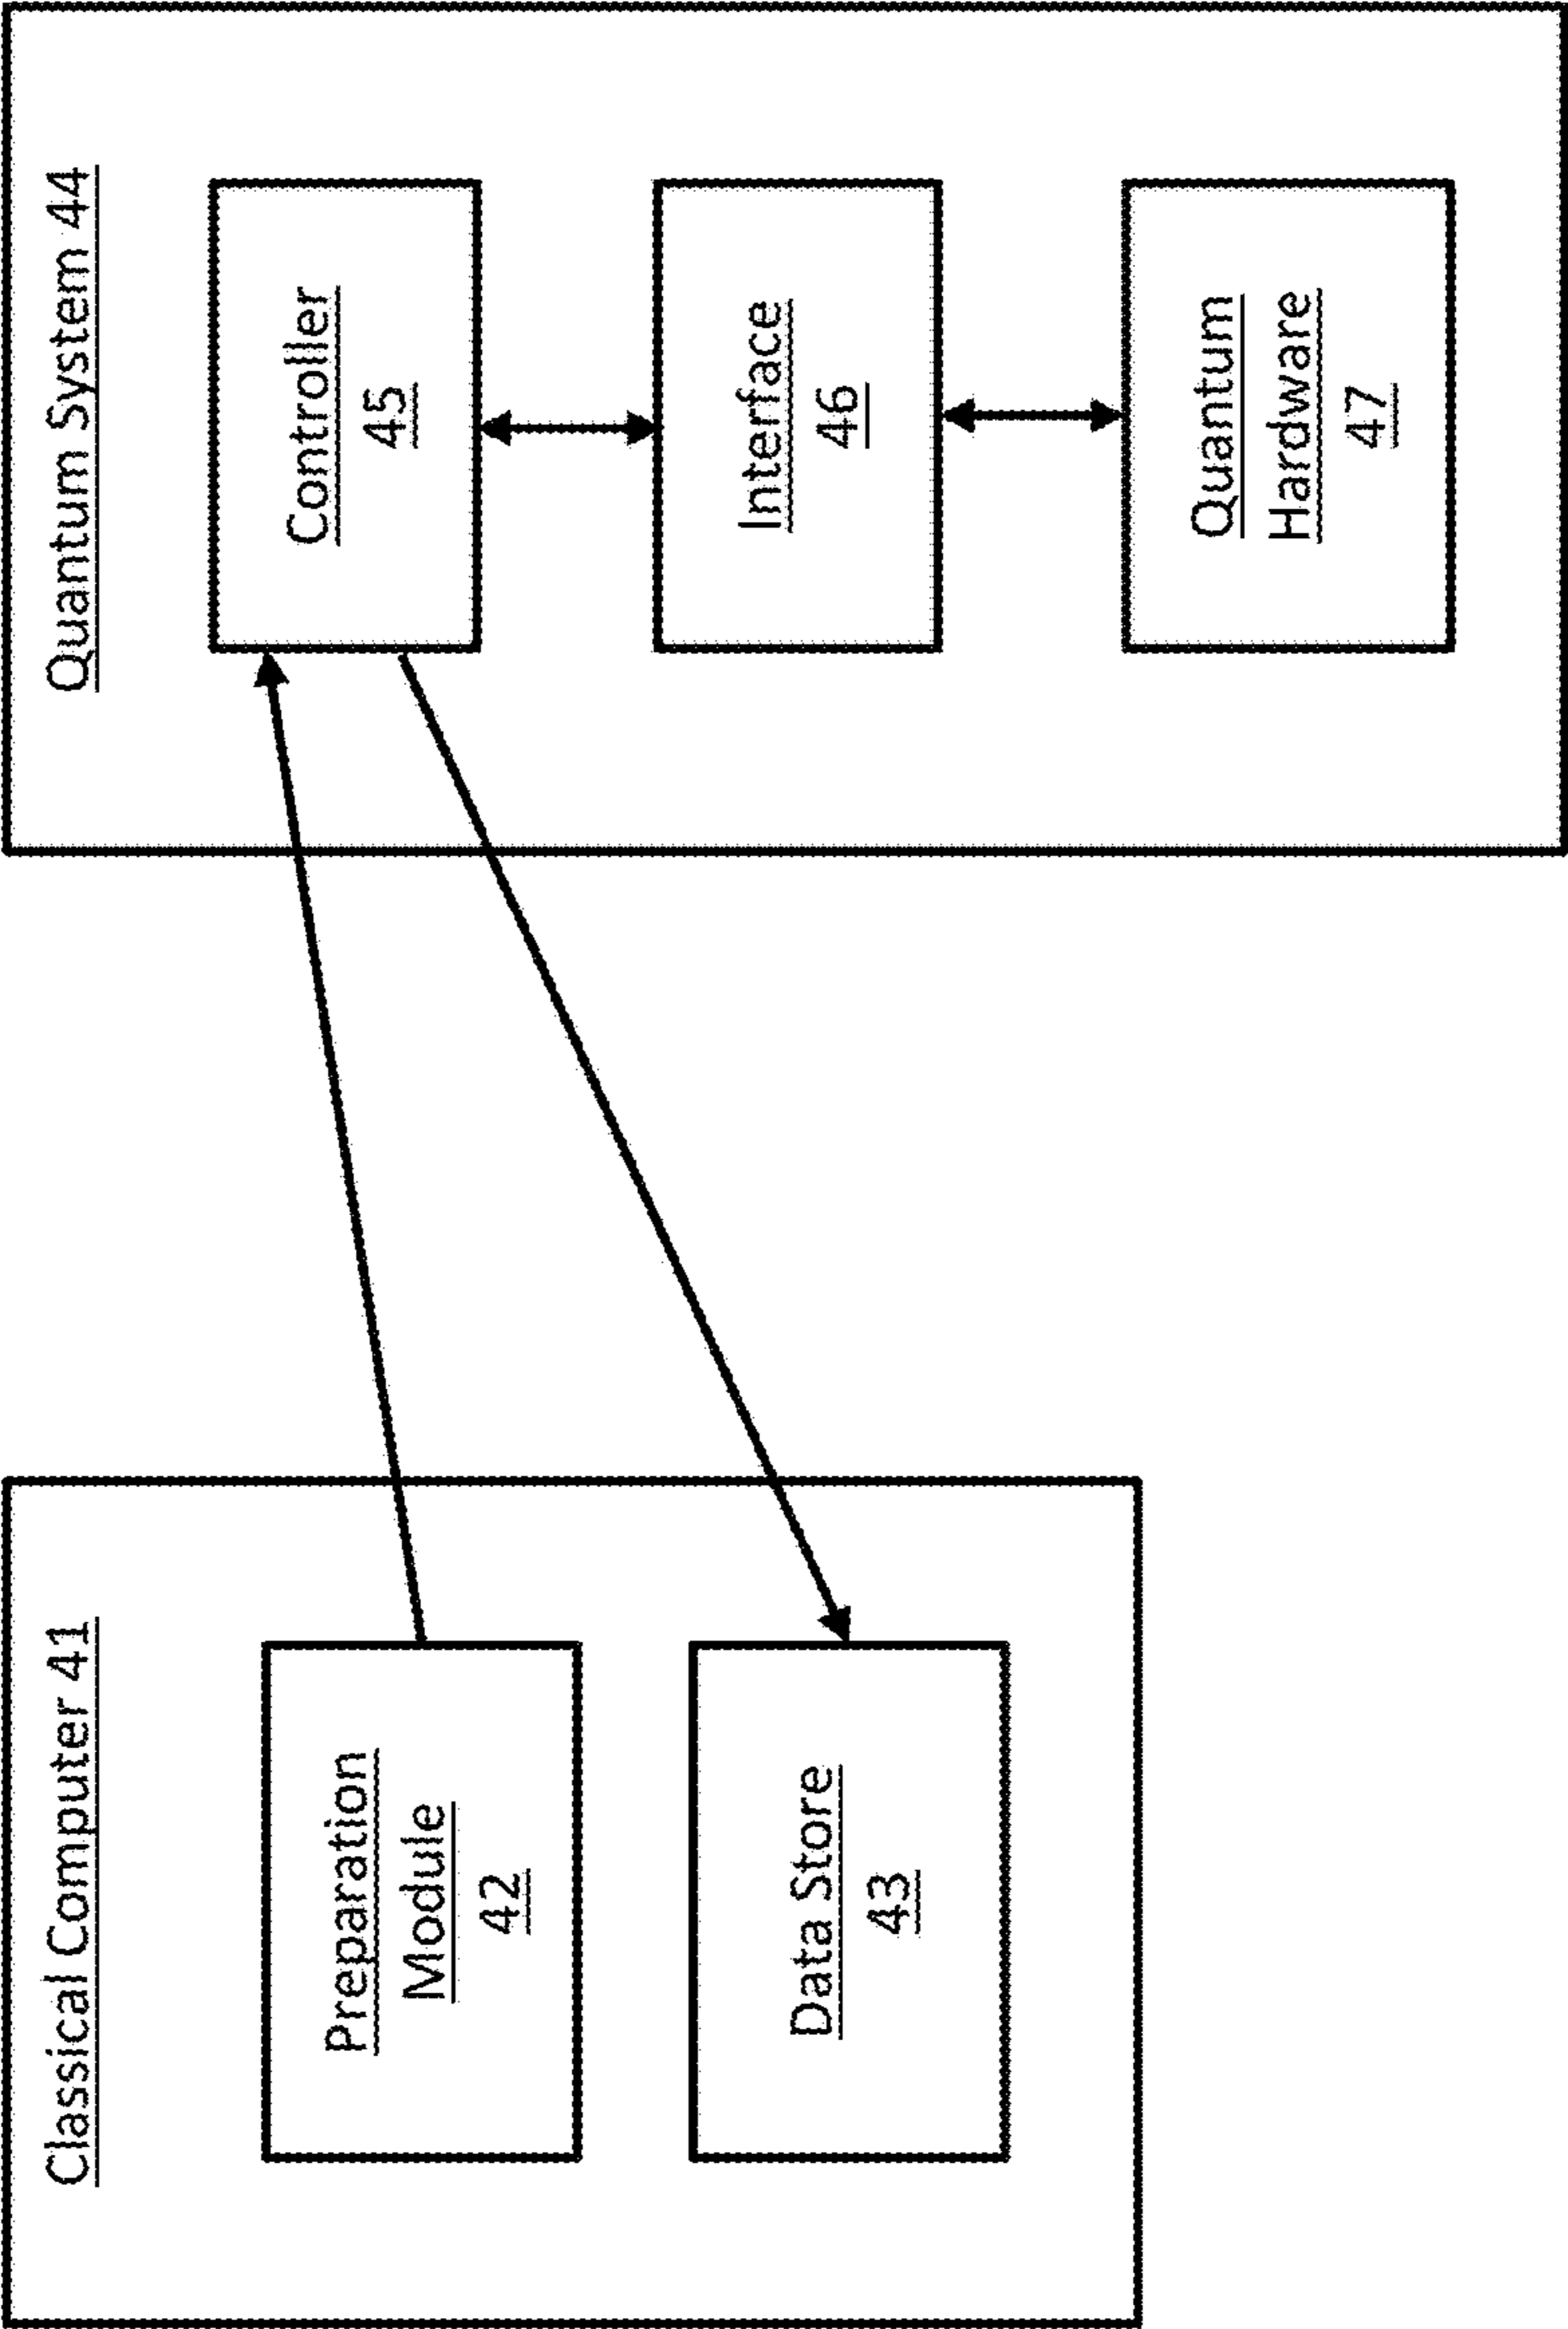 Classical Computer 41
Preparation
Module
42
Data Store
43
Quantum System 44
Controller
45
Interface
46
Quantum
Hardware
47